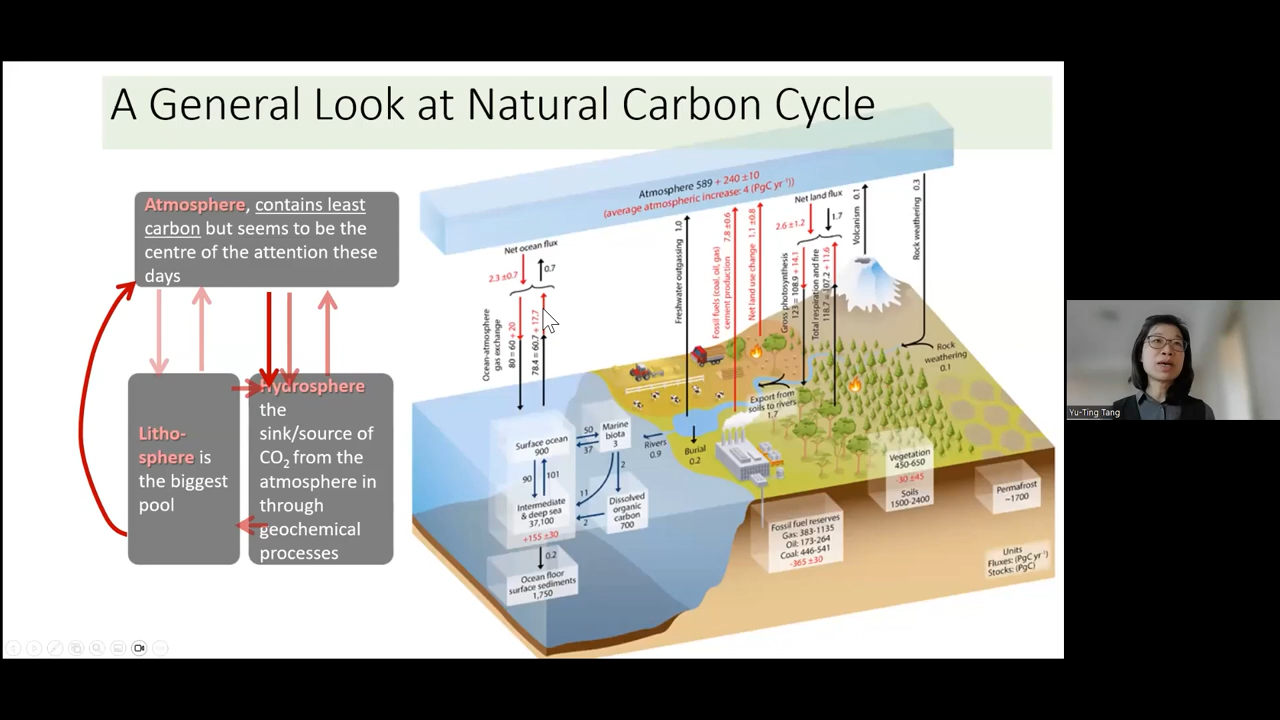 A General Look at Natural Carbon Cycle
Atmosphere, contains least
carbon but seems to be the
centre of the attention these
days
Litho-
sphere is
the biggest
pool
Hydrosphere
the
sink/source of
CO₂ from the
atmosphere in
through
geochemical
processes
Atmosphere 589 + 240 ±10
(average atmospheric increase: 4 (PgC yr⁻¹))
Net ocean flux
2.3 ±0.7
0.7
Ocean-atmosphere
gas exchange
80 = 60 + 20
78.4 = 60.7 + 17.7
Freshwater outgassing 1.0
Fossil fuels (coal, oil, gas)
cement production 7.8 ±0.6
Net land use change 1.1 ±0.8
Net land flux
2.6 ±1.2
1.7
Gross photosynthesis
123 = 108.9 + 14.1
Total respiration and fire
118.7 = 107.2 + 11.6
Volcanism 0.1
Rock weathering 0.3
Rock
weathering
0.1
Export from
soils to rivers
1.7
Surface ocean
900
50
37
Marine
biota
3
Rivers
0.9
Burial
0.2
90
101
2
11
2
Intermediate
& deep sea
37,100
+155 ±30
Dissolved
organic
carbon
700
0.2
Ocean floor
surface sediments
1,750
Fossil fuel reserves
Gas: 383-1135
Oil: 173-264
Coal: 446-541
-365 ±30
Vegetation
450-650
-30 ±45
Soils
1500-2400
Permafrost
~1700
Units
Fluxes: (PgC yr⁻¹)
Stocks: (PgC)
Yu-Ting Tang